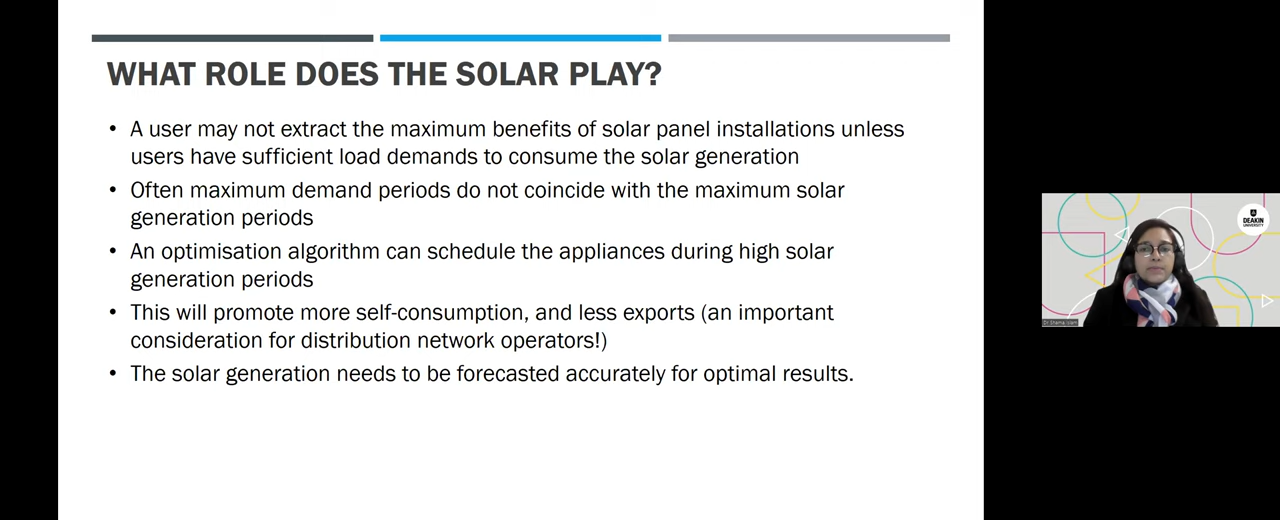 WHAT ROLE DOES THE SOLAR PLAY?
• A user may not extract the maximum benefits of solar panel installations unless
users have sufficient load demands to consume the solar generation
• Often maximum demand periods do not coincide with the maximum solar
generation periods
• An optimisation algorithm can schedule the appliances during high solar
generation periods
• This will promote more self-consumption, and less exports (an important
consideration for distribution network operators!)
• The solar generation needs to be forecasted accurately for optimal results.
DEAKIN
UNIVERSITY